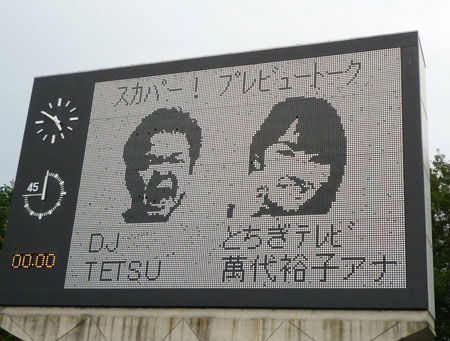 スカパー! プレビュートーク
45
00.00
DJ
TETSU
とちぎテレビ
萬代裕子アナ